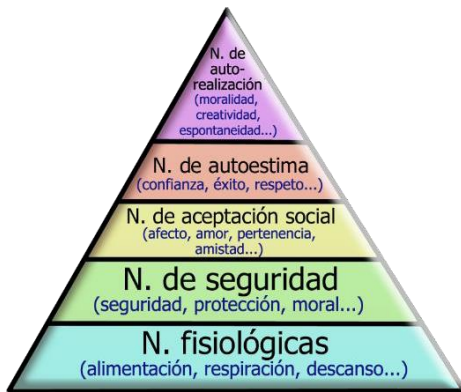 N. de
auto-
realización
(moralidad,
creatividad,
espontaneidad...)
N. de autoestima
(confianza, éxito, respeto...)
N. de aceptación social
(afecto, amor, pertenencia,
amistad...)
N. de seguridad
(seguridad, protección, moral...)
N. fisiológicas
(alimentación, respiración, descanso...)